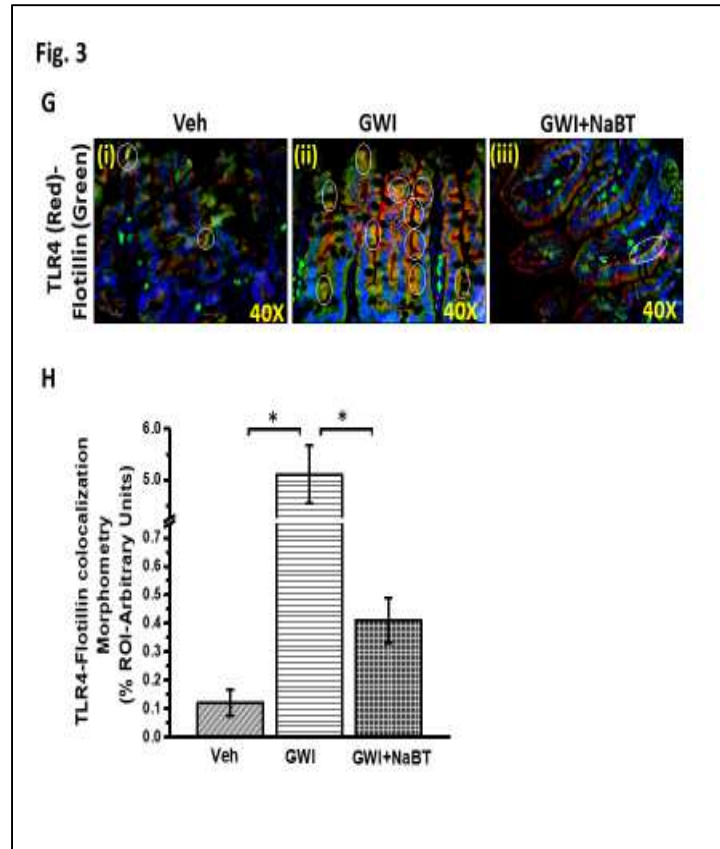 Fig. 3
G
Veh GWI GWI+NaBT
TLR4 (Red)-
Flotillin (Green)
(i) (ii) (iii)
40X 40X 40X
H
* *
TLR4-Flotillin colocalization
Morphometry
(% ROI-Arbitrary Units)
6.0
5.0
0.7
0.6
0.5
0.4
0.3
0.2
0.1
0.0
Veh GWI GWI+NaBT